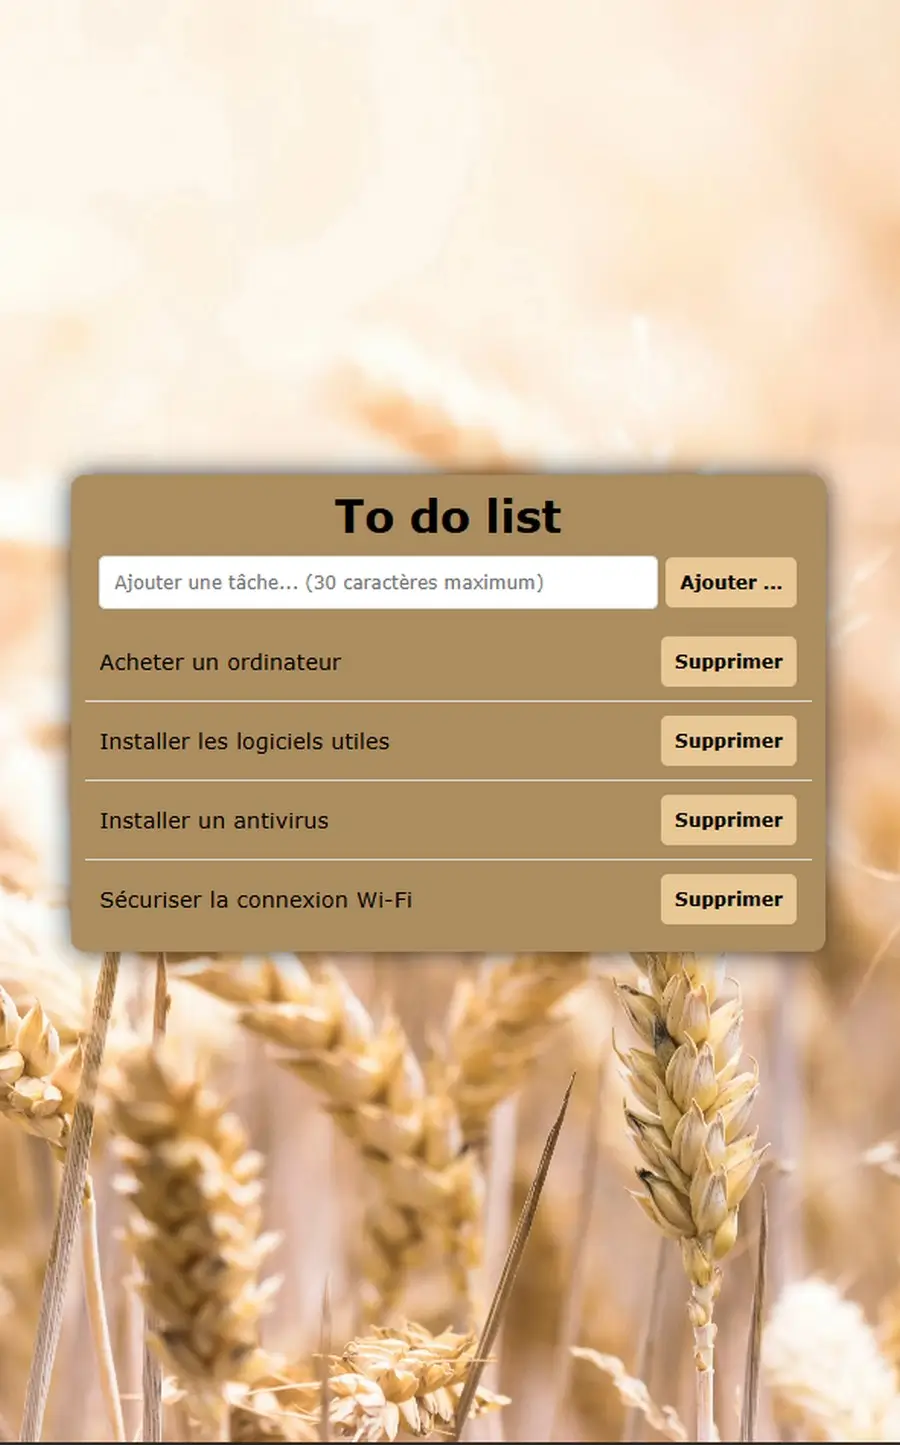 To do list
Ajouter une tâche... (30 caractères maximum)
Ajouter ...
Acheter un ordinateur
Supprimer
Installer les logiciels utiles
Supprimer
Installer un antivirus
Supprimer
Sécuriser la connexion Wi-Fi
Supprimer